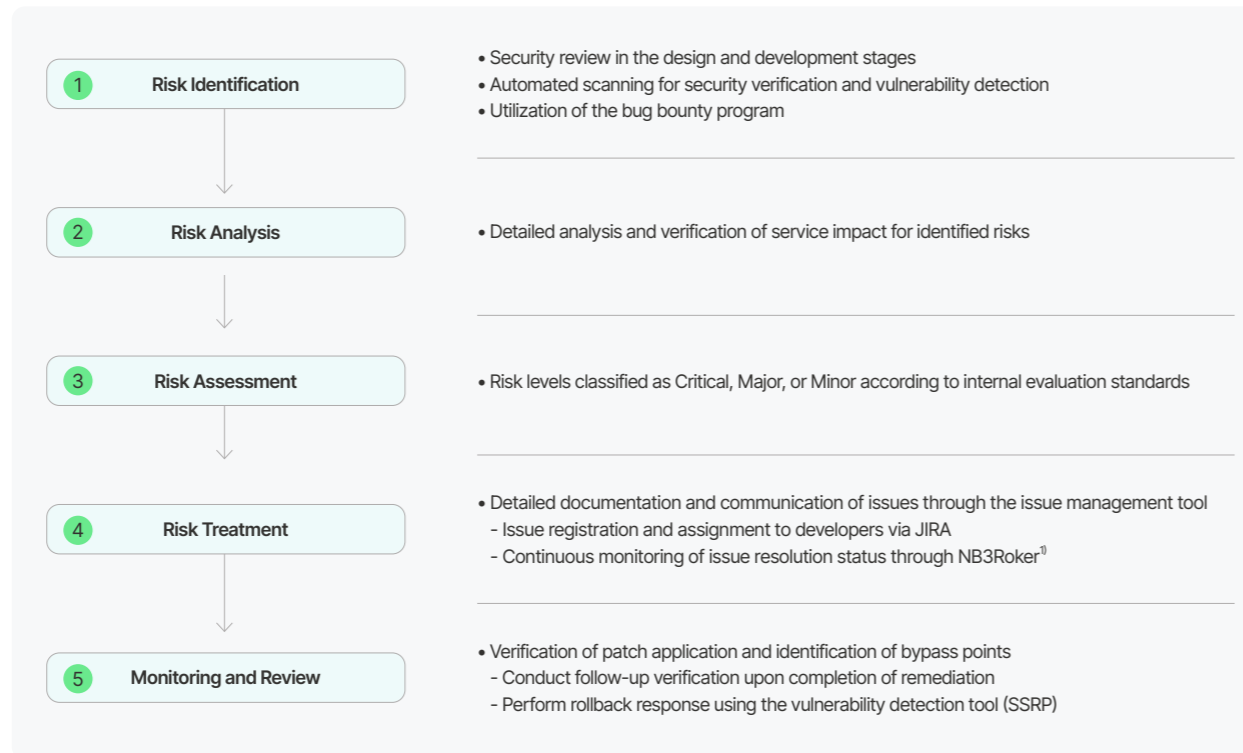 1 Risk Identification
• Security review in the design and development stages
• Automated scanning for security verification and vulnerability detection
• Utilization of the bug bounty program
2 Risk Analysis
• Detailed analysis and verification of service impact for identified risks
3 Risk Assessment
• Risk levels classified as Critical, Major, or Minor according to internal evaluation standards
4 Risk Treatment
• Detailed documentation and communication of issues through the issue management tool
- Issue registration and assignment to developers via JIRA
- Continuous monitoring of issue resolution status through NB3Roker1)
5 Monitoring and Review
• Verification of patch application and identification of bypass points
- Conduct follow-up verification upon completion of remediation
- Perform rollback response using the vulnerability detection tool (SSRP)